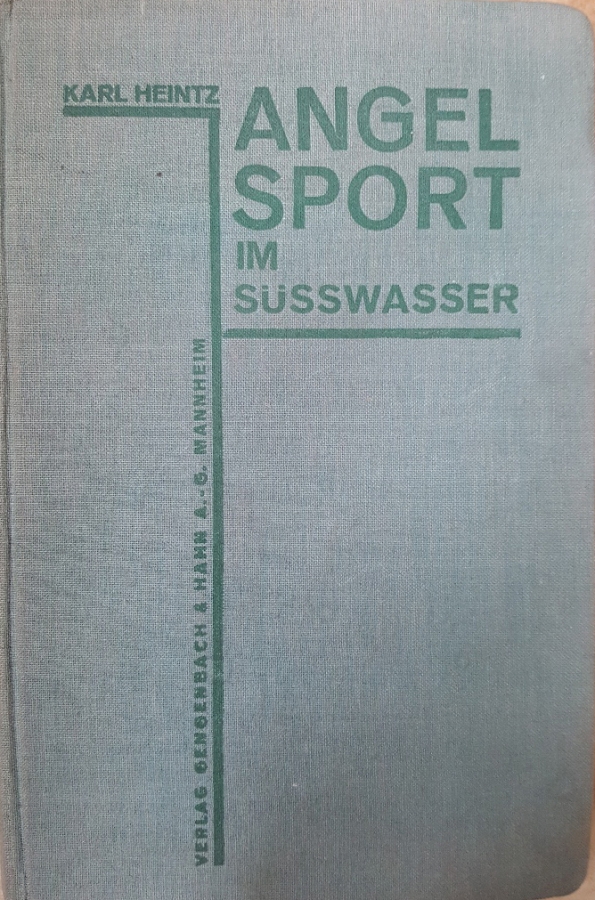 KARL HEINTZ
ANGEL
SPORT
IM
SÜSSWASSER
VERLAG GENGENBACH & HAHN A.-G. MANNHEIM